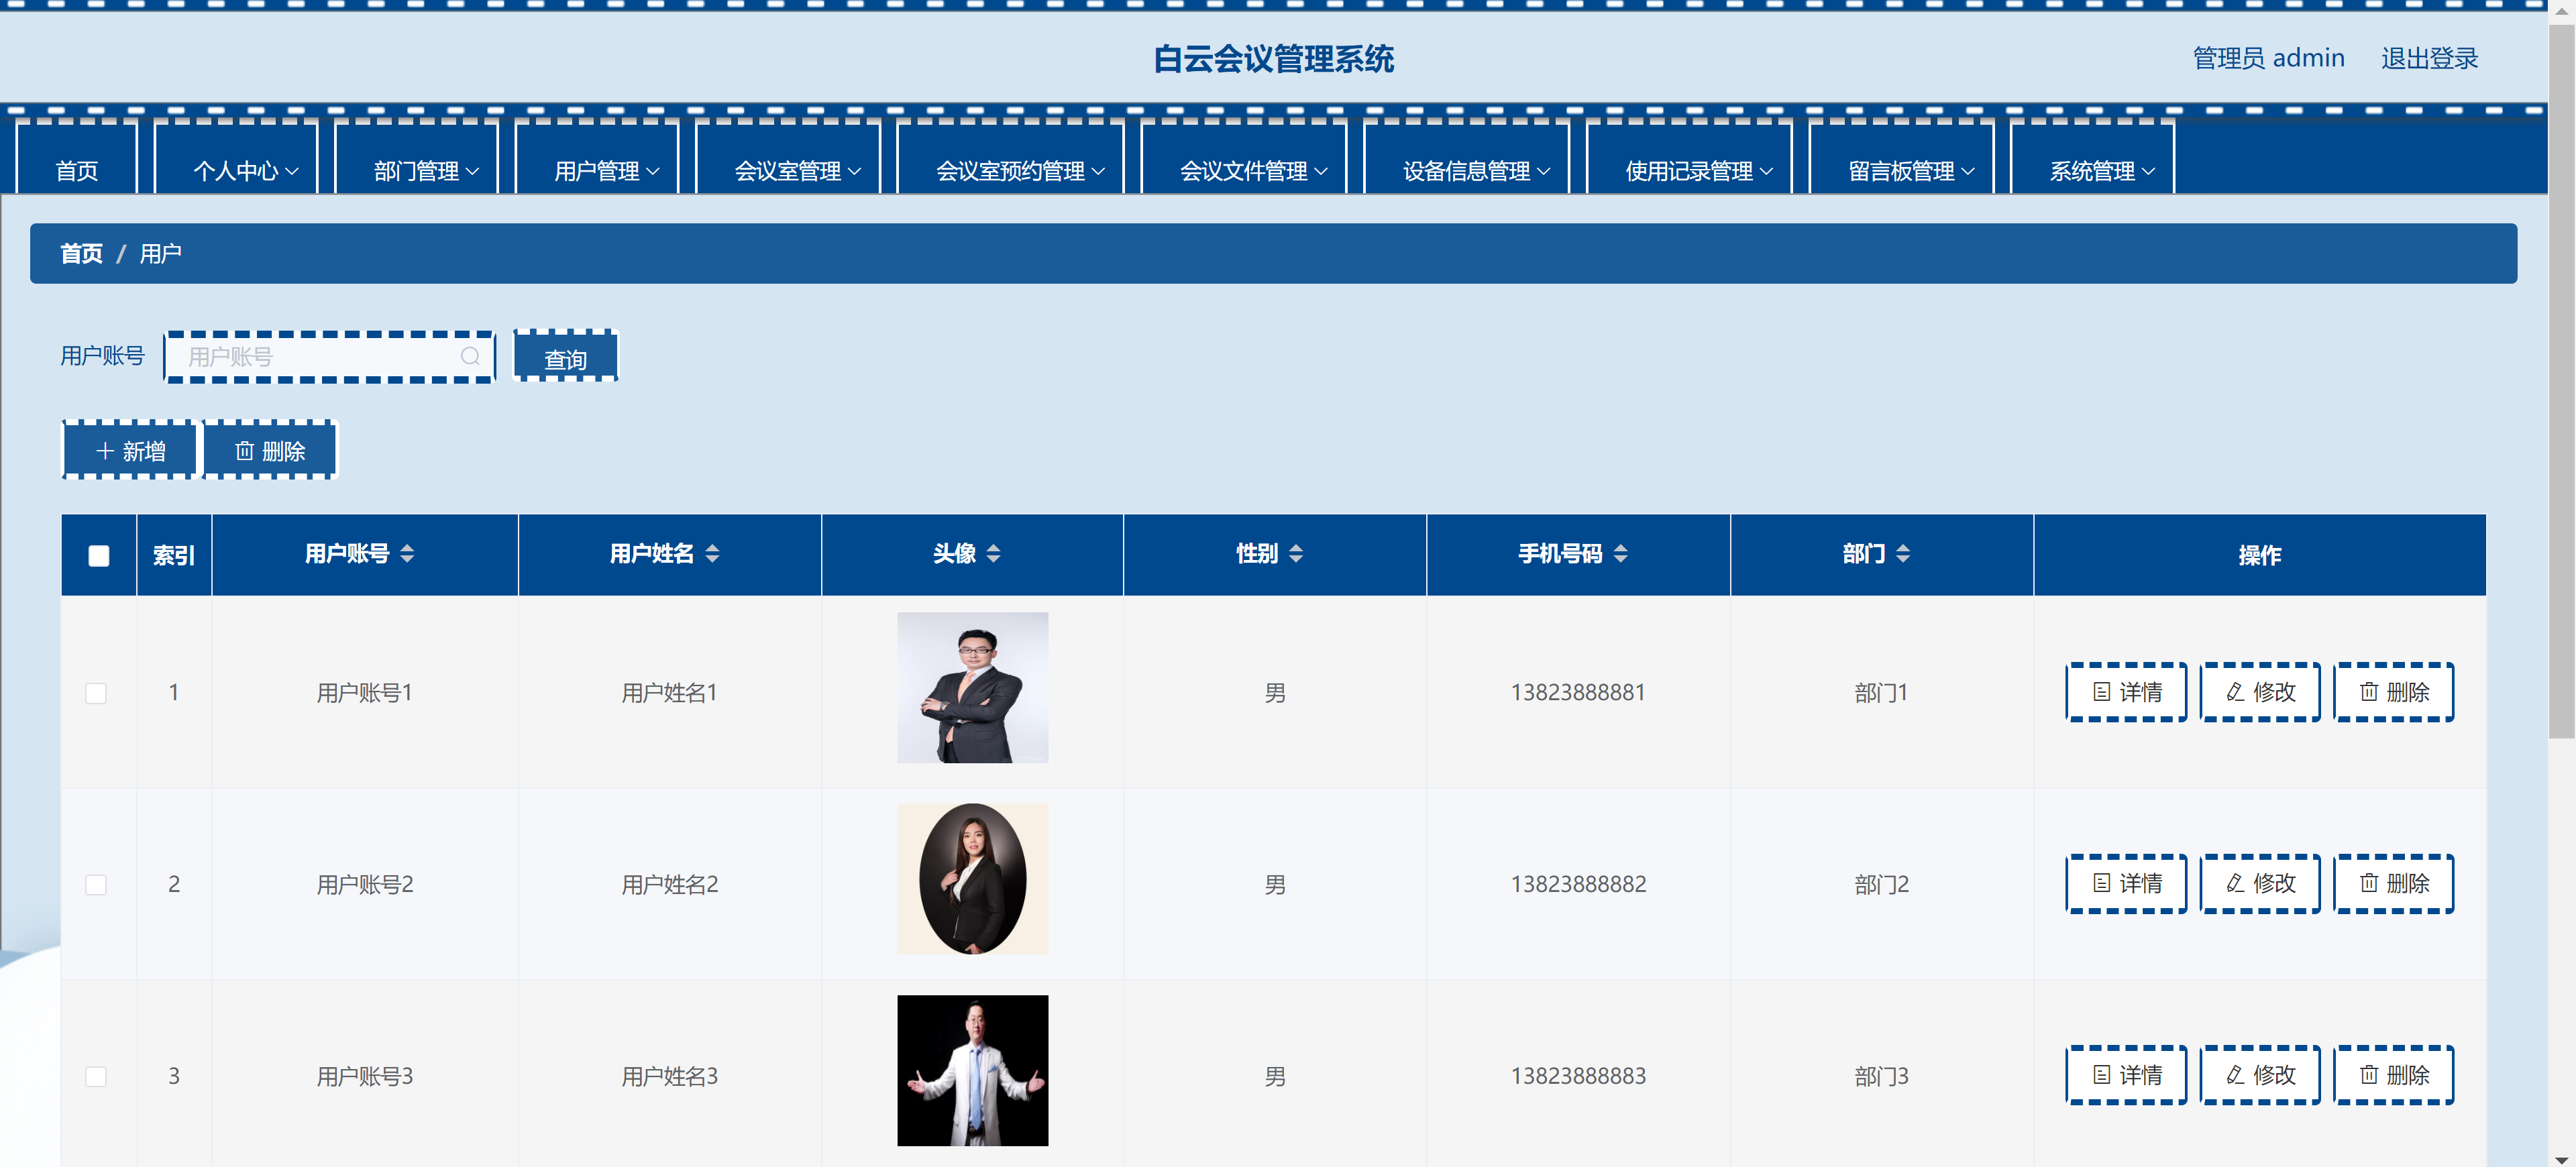 白云会议管理系统
管理员 admin 退出登录
首页 个人中心 部门管理 用户管理 会议室管理 会议室预约管理 会议文件管理 设备信息管理 使用记录管理 留言板管理 系统管理
首页 / 用户
用户账号 用户账号 查询
新增 删除
索引 用户账号 用户姓名 头像 性别 手机号码 部门 操作
1 用户账号1 用户姓名1 男 13823888881 部门1 详情 修改 删除
2 用户账号2 用户姓名2 男 13823888882 部门2 详情 修改 删除
3 用户账号3 用户姓名3 男 13823888883 部门3 详情 修改 删除